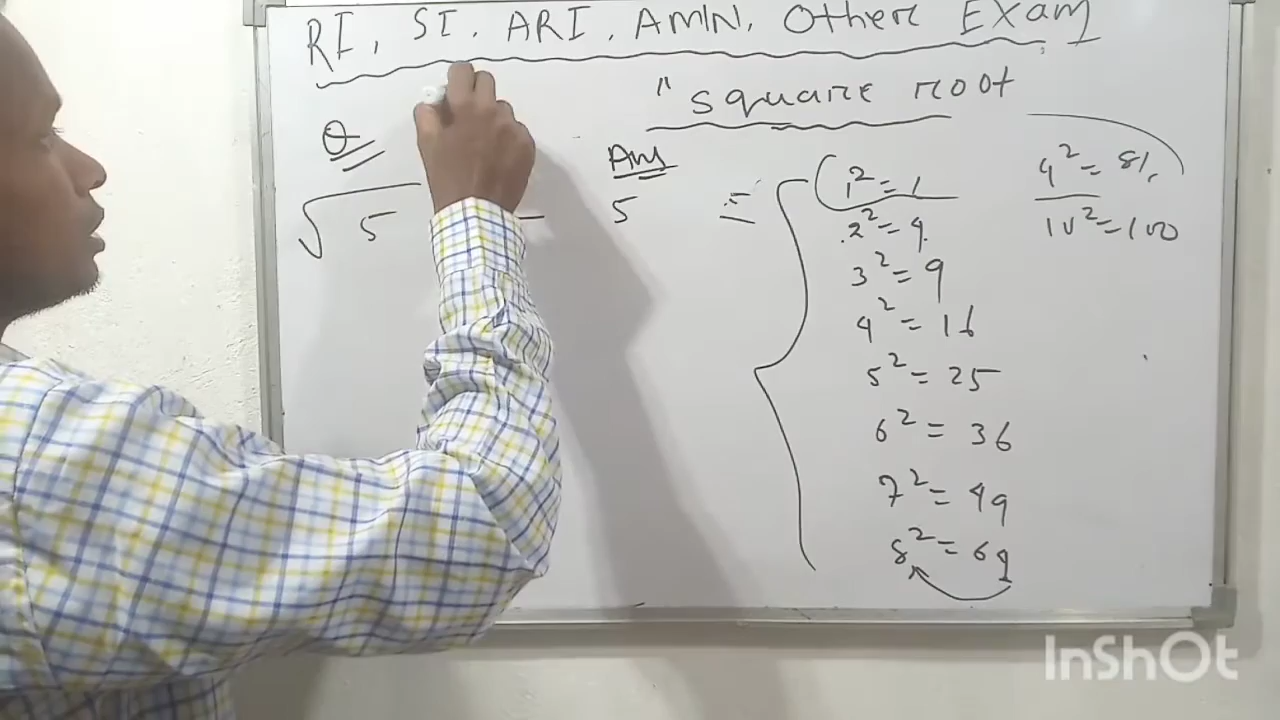 RI, SI, ARI, AMIN, Other Exam
" square root
Q
Ans
√5
= 5
=
1² = 1
2² = 4
3² = 9
4² = 16
5² = 25
6² = 36
7² = 49
8² = 64
9² = 81
10² = 100
InShOt